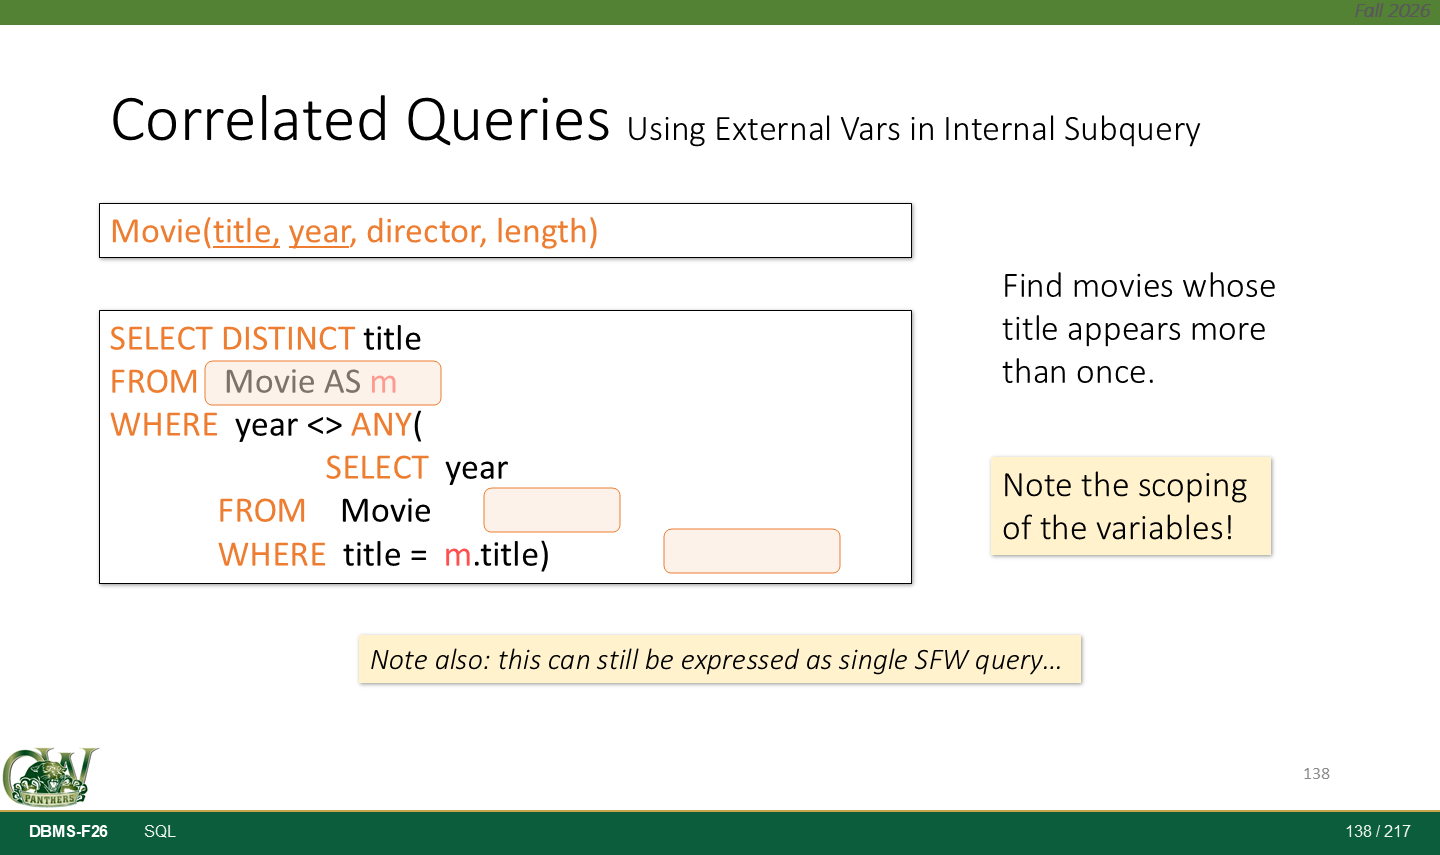 Fall 2026
Correlated Queries Using External Vars in Internal Subquery
Movie(title, year, director, length)
SELECT DISTINCT title
FROM Movie AS m
WHERE year <> ANY(
SELECT year
FROM Movie
WHERE title = m.title)
Find movies whose
title appears more
than once.
Note the scoping
of the variables!
Note also: this can still be expressed as single SFW query...
OW
PANTHERS
138
DBMS-F26 SQL 138 / 217